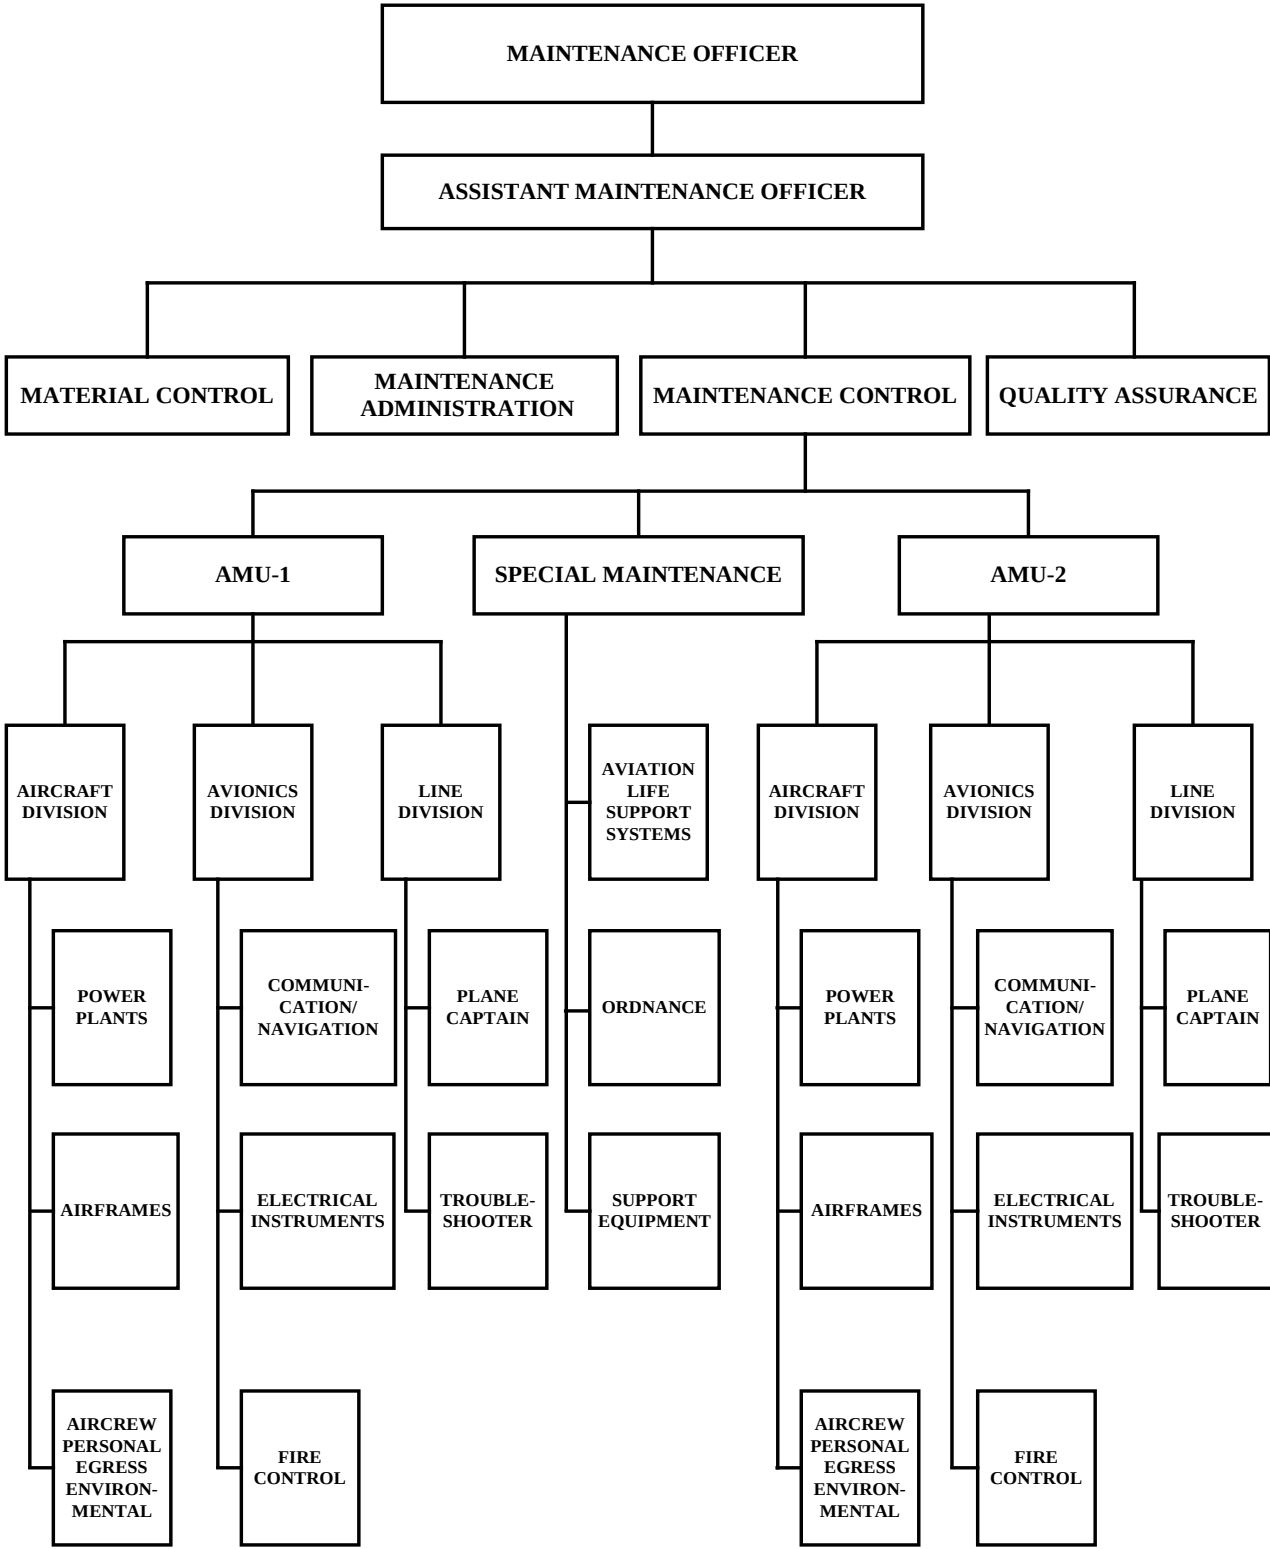 MAINTENANCE OFFICER
ASSISTANT MAINTENANCE OFFICER
MATERIAL CONTROL
MAINTENANCE
ADMINISTRATION
MAINTENANCE CONTROL
QUALITY ASSURANCE
AMU-1
SPECIAL MAINTENANCE
AMU-2
AIRCRAFT
DIVISION
AVIONICS
DIVISION
LINE
DIVISION
AVIATION
LIFE
SUPPORT
SYSTEMS
AIRCRAFT
DIVISION
AVIONICS
DIVISION
LINE
DIVISION
POWER
PLANTS
COMMUNI-
CATION/
NAVIGATION
PLANE
CAPTAIN
ORDNANCE
POWER
PLANTS
COMMUNI-
CATION/
NAVIGATION
PLANE
CAPTAIN
AIRFRAMES
ELECTRICAL
INSTRUMENTS
TROUBLE-
SHOOTER
SUPPORT
EQUIPMENT
AIRFRAMES
ELECTRICAL
INSTRUMENTS
TROUBLE-
SHOOTER
AIRCREW
PERSONAL
EGRESS
ENVIRON-
MENTAL
FIRE
CONTROL
AIRCREW
PERSONAL
EGRESS
ENVIRON-
MENTAL
FIRE
CONTROL